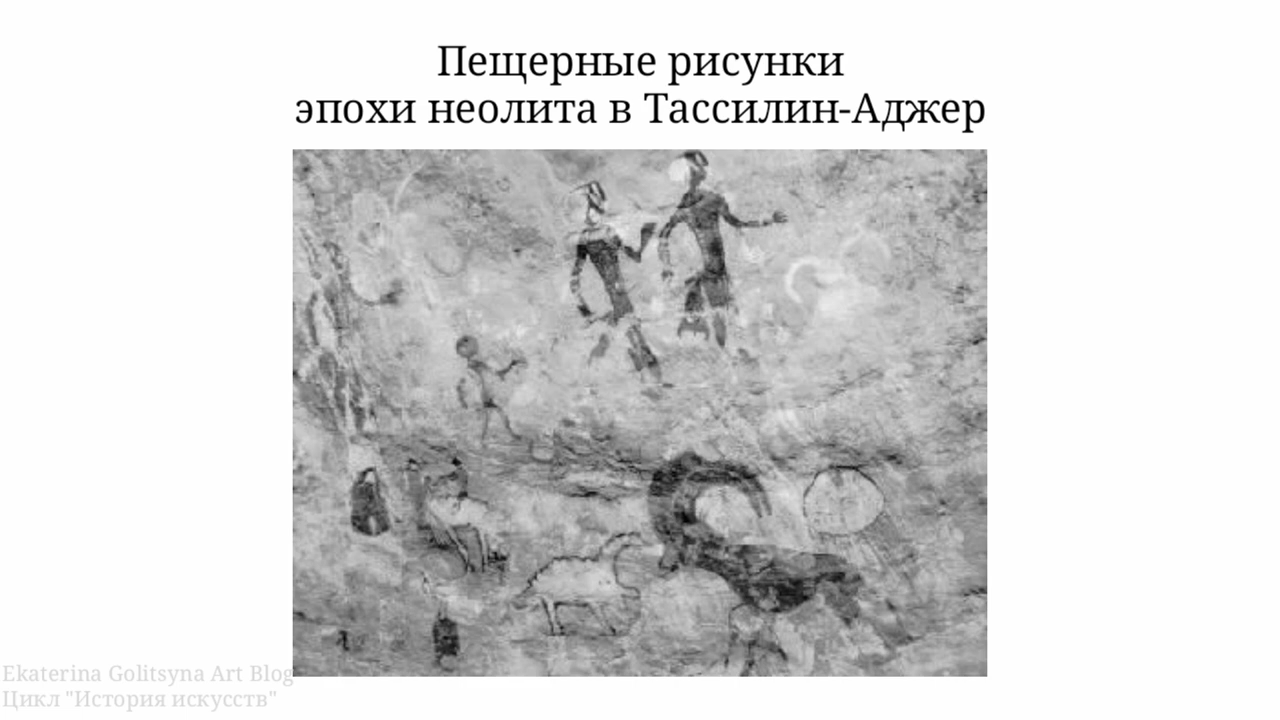 Пещерные рисунки
эпохи неолита в Тассилин-Аджер
Ekaterina Golitsyna Art Blog
Цикл "История искусств"